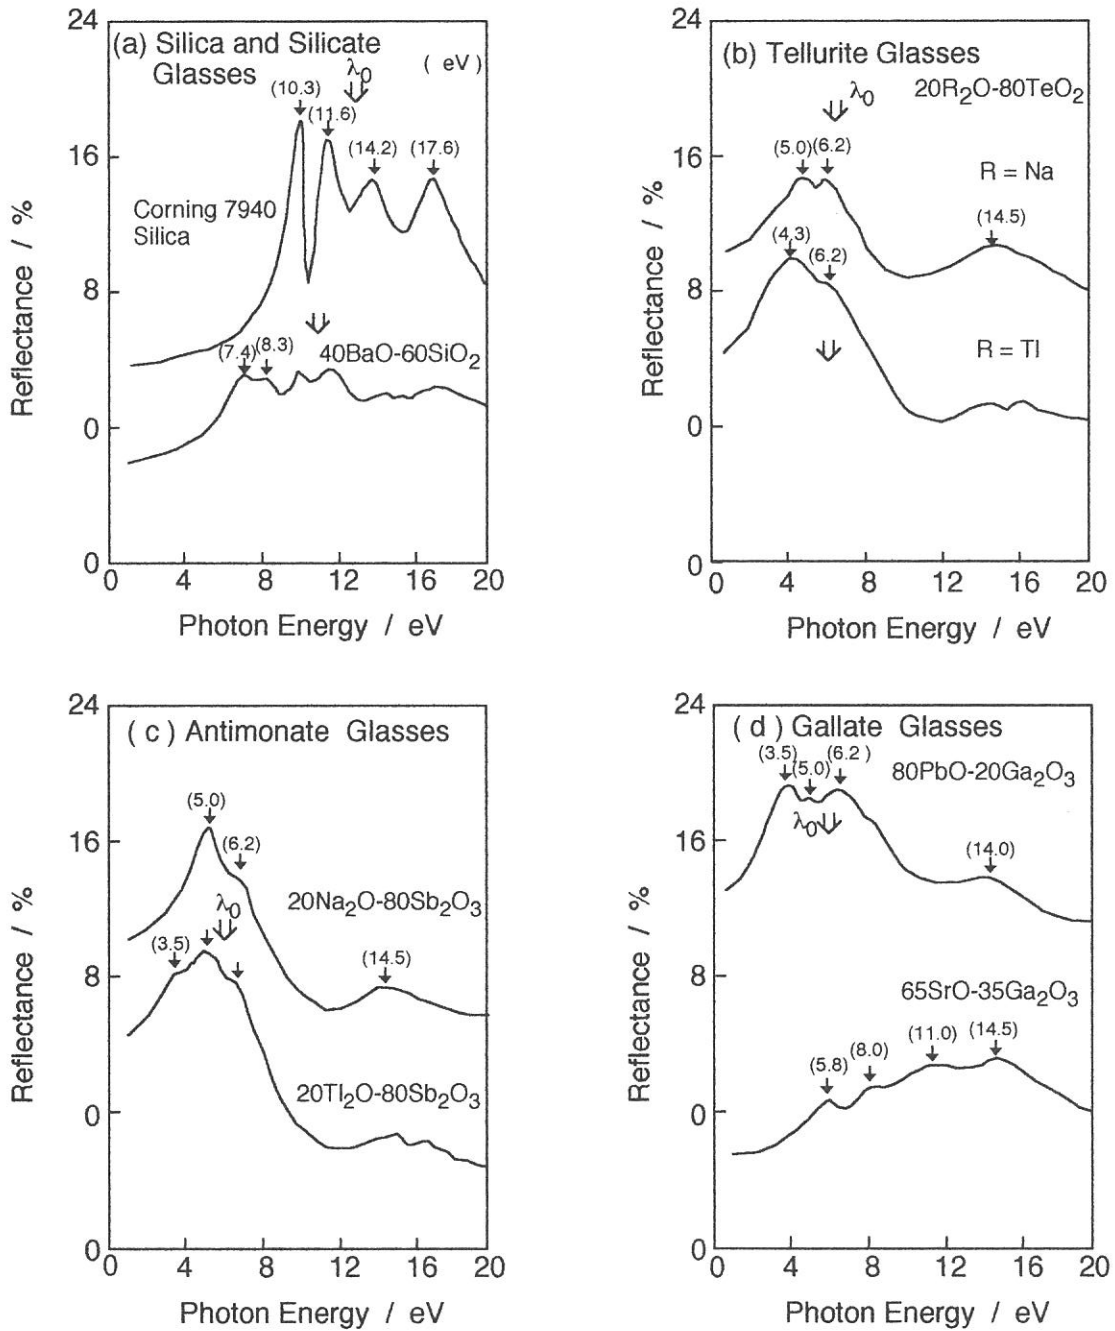 24
(a) Silica and Silicate
Glasses
λ0
( eV)
(10.3)
(11.6)
(14.2)
(17.6)
16
Corning 7940
Silica
8
(7.4)
(8.3)
40BaO-60SiO2
0
0
0 4 8 12 16 20
Reflectance / %
Photon Energy / eV
24
(b) Tellurite Glasses
20R2O-80TeO2
λ0
16
(5.0)
(6.2)
R = Na
(4.3)
(6.2)
(14.5)
8
R = Tl
0
0
0 4 8 12 16 20
Reflectance / %
Photon Energy / eV
24
( c ) Antimonate Glasses
(5.0)
16
(6.2)
20Na2O-80Sb2O3
λ0
(3.5)
(14.5)
8
20Tl2O-80Sb2O3
0
0
0 4 8 12 16 20
Reflectance / %
Photon Energy / eV
24
( d ) Gallate Glasses
(3.5)
(5.0)
(6.2 )
80PbO-20Ga2O3
λ0
16
(14.0)
8
65SrO-35Ga2O3
(5.8)
(8.0)
(11.0)
(14.5)
0
0
0 4 8 12 16 20
Reflectance / %
Photon Energy / eV